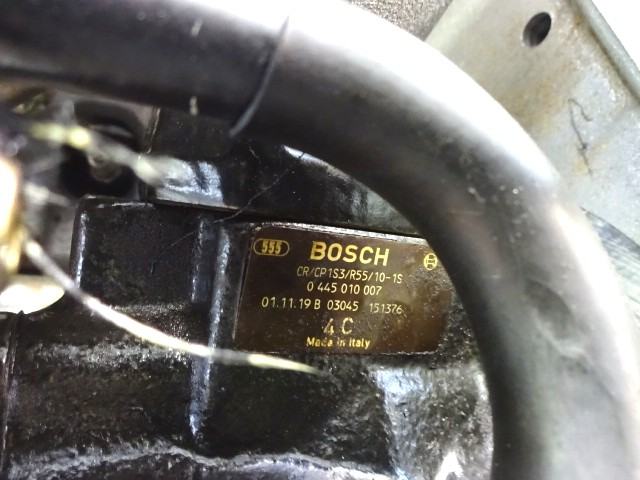 555 BOSCH
CR/CP1S3/R55/10-1S
0 445 010 007
01.11.19 B 03045 151376
4 C
Made in Italy